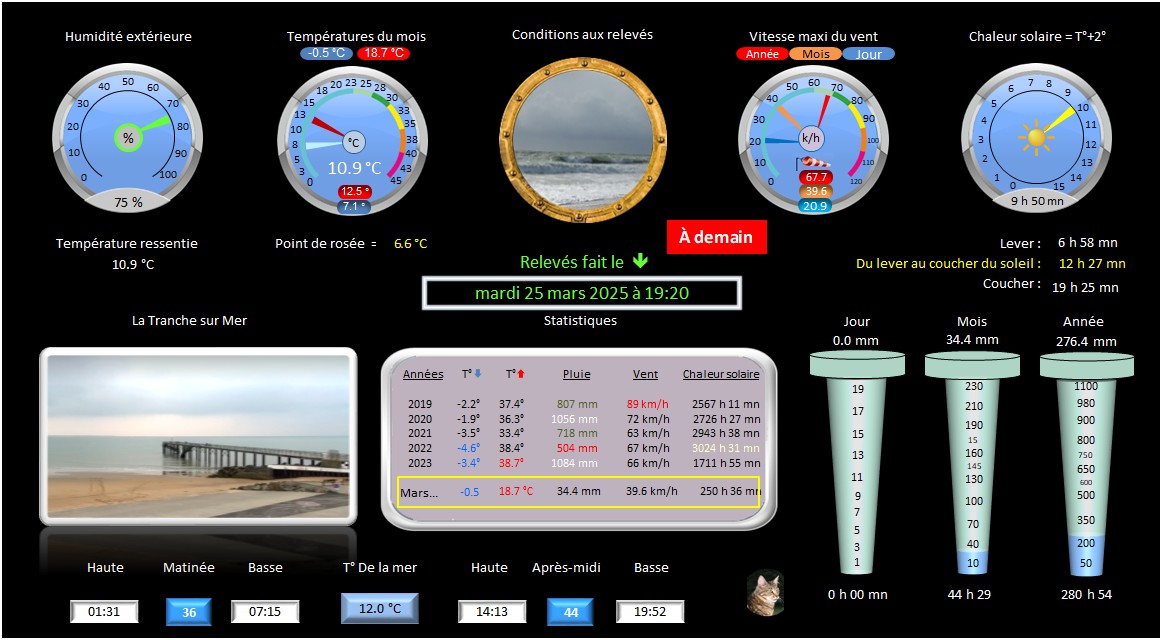 Humidité extérieure
Températures du mois
Conditions aux relevés
Vitesse maxi du vent
Chaleur solaire = T°+2°
-0.5 °C 18.7 °C
Année Mois Jour
0 10 20 30 40 50 60 70 80 90 100
%
75 %
0 3 5 8 10 13 15 18 20 23 25 28 30 33 35 38 40 43 45
°C
10.9 °C
12.5 °
7.1 °
0 10 20 30 40 50 60 70 80 90 100 110 120
k/h
67.7
39.6
20.9
0 1 2 3 4 5 6 7 8 9 10 11 12 13 14 15
9 h 50 mn
Température ressentie
10.9 °C
Point de rosée = 6.6 °C
À demain
Relevés fait le
mardi 25 mars 2025 à 19:20
Lever : 6 h 58 mn
Du lever au coucher du soleil : 12 h 27 mn
Coucher : 19 h 25 mn
La Tranche sur Mer
Statistiques
Années T° T° Pluie Vent Chaleur solaire
2019 -2.2° 37.4° 807 mm 89 km/h 2567 h 11 mn
2020 -1.9° 36.3° 1056 mm 72 km/h 2726 h 27 mn
2021 -3.5° 33.4° 718 mm 63 km/h 2943 h 38 mn
2022 -4.6° 38.4° 504 mm 67 km/h 3024 h 31 mn
2023 -3.4° 38.7° 1084 mm 66 km/h 1711 h 55 mn
Mars... -0.5 18.7 °C 34.4 mm 39.6 km/h 250 h 36 mn
Jour
0.0 mm
19
17
15
13
11
9
7
5
3
1
0 h 00 mn
Mois
34.4 mm
230
210
190
15
160
145
130
100
70
40
10
44 h 29
Année
276.4 mm
1100
980
900
800
750
650
600
500
350
200
50
280 h 54
Haute Matinée Basse
01:31 36 07:15
T° De la mer
12.0 °C
Haute Après-midi Basse
14:13 44 19:52